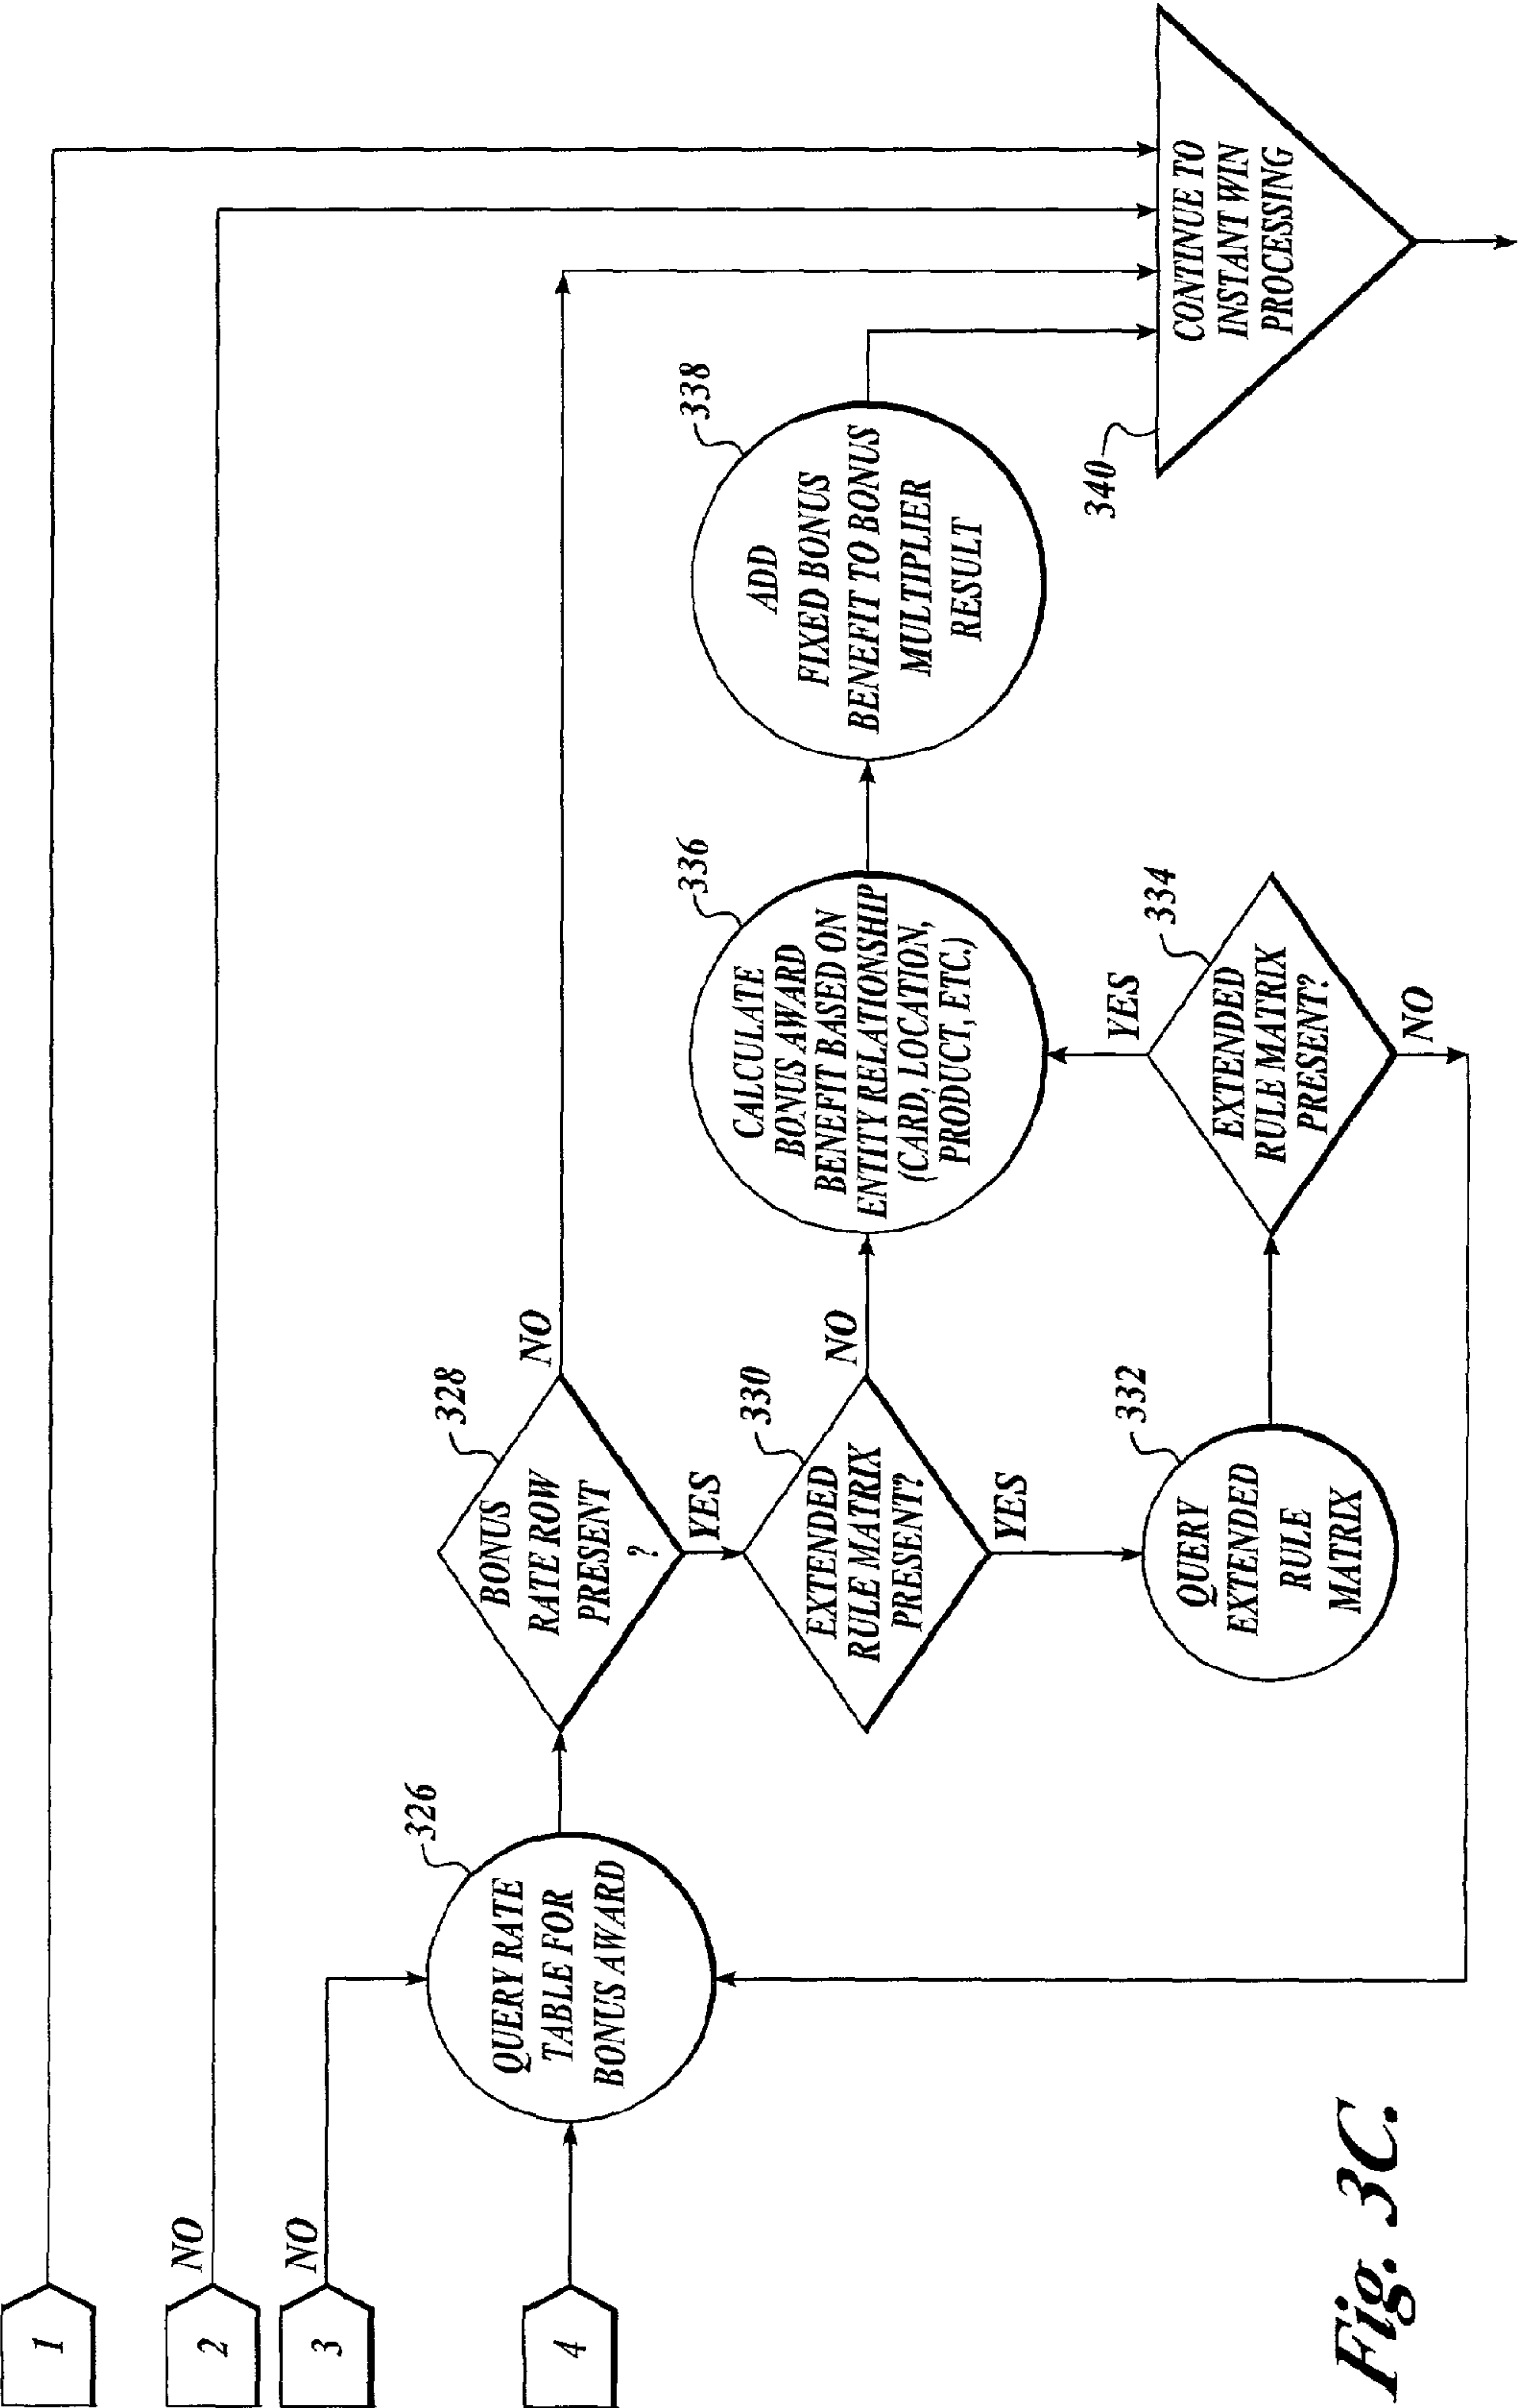 1
2
NO
3
NO
4
326
QUERY RATE
TABLE FOR
BONUS AWARD
328
BONUS
RATE ROW
PRESENT
?
NO
YES
330
EXTENDED
RULE MATRIX
PRESENT?
NO
YES
332
QUERY
EXTENDED
RULE
MATRIX
334
EXTENDED
RULE MATRIX
PRESENT?
YES
NO
336
CALCULATE
BONUS AWARD
BENEFIT BASED ON
ENTITY RELATIONSHIP
(CARD, LOCATION,
PRODUCT, ETC.)
338
ADD
FIXED BONUS
BENEFIT TO BONUS
MULTIPLIER
RESULT
340
CONTINUE TO
INSTANT WIN
PROCESSING
Fig. 3C.